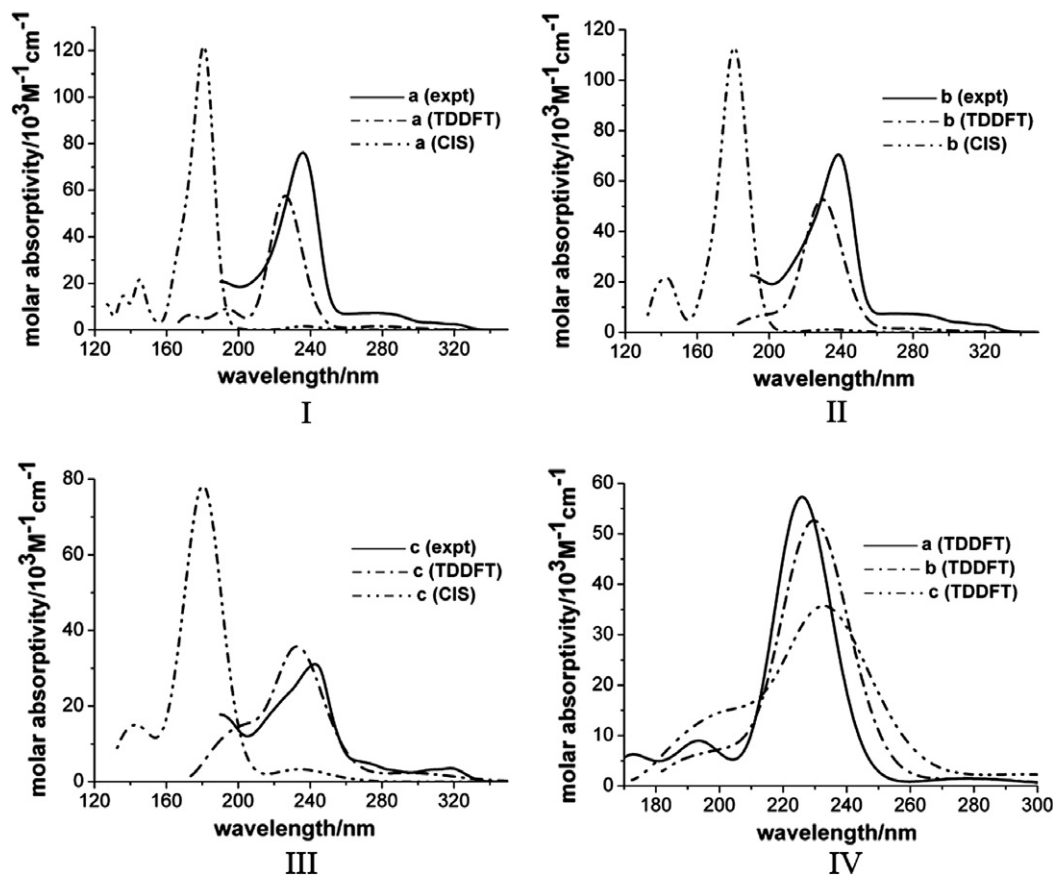 molar absorptivity/10³M⁻¹cm⁻¹
120
100
80
60
40
20
0
a (expt)
a (TDDFT)
a (CIS)
120 160 200 240 280 320
wavelength/nm
I
molar absorptivity/10³M⁻¹cm⁻¹
120
100
80
60
40
20
0
b (expt)
b (TDDFT)
b (CIS)
120 160 200 240 280 320
wavelength/nm
II
molar absorptivity/10³M⁻¹cm⁻¹
80
60
40
20
0
c (expt)
c (TDDFT)
c (CIS)
120 160 200 240 280 320
wavelength/nm
III
molar absorptivity/10³M⁻¹cm⁻¹
60
50
40
30
20
10
0
a (TDDFT)
b (TDDFT)
c (TDDFT)
180 200 220 240 260 280 300
wavelength/nm
IV